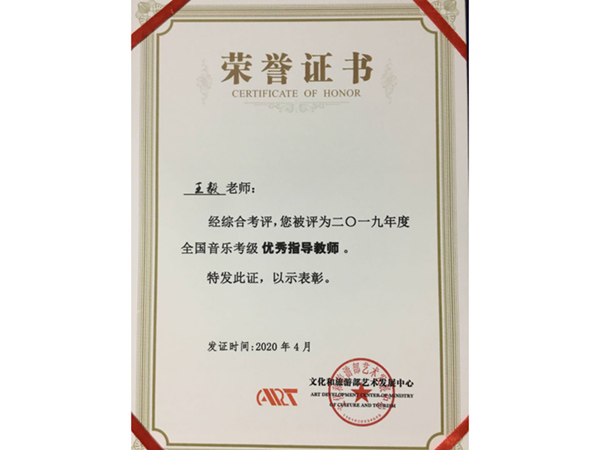 荣誉证书
CERTIFICATE OF HONOR
王毅 老师：
经综合考评，您被评为二〇一九年度
全国音乐考级 优秀指导教师。
特发此证，以示表彰。
发证时间:2020 年 4 月
ART
文化和旅游部艺术发展中心
ART DEVELOPMENT CENTER OF MINISTRY
OF CULTURE AND TOURISM